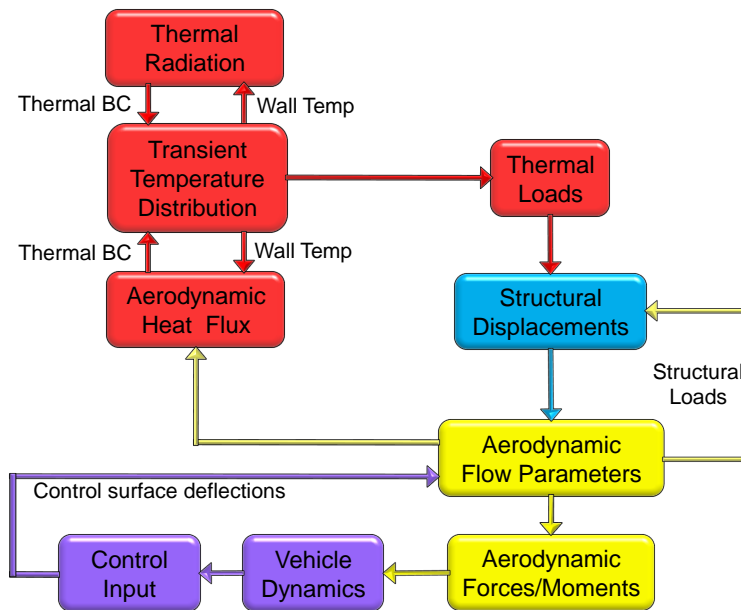 Thermal
Radiation
Thermal BC
Wall Temp
Transient
Temperature
Distribution
Thermal
Loads
Thermal BC
Wall Temp
Aerodynamic
Heat Flux
Structural
Displacements
Structural
Loads
Aerodynamic
Flow Parameters
Control surface deflections
Control
Input
Vehicle
Dynamics
Aerodynamic
Forces/Moments